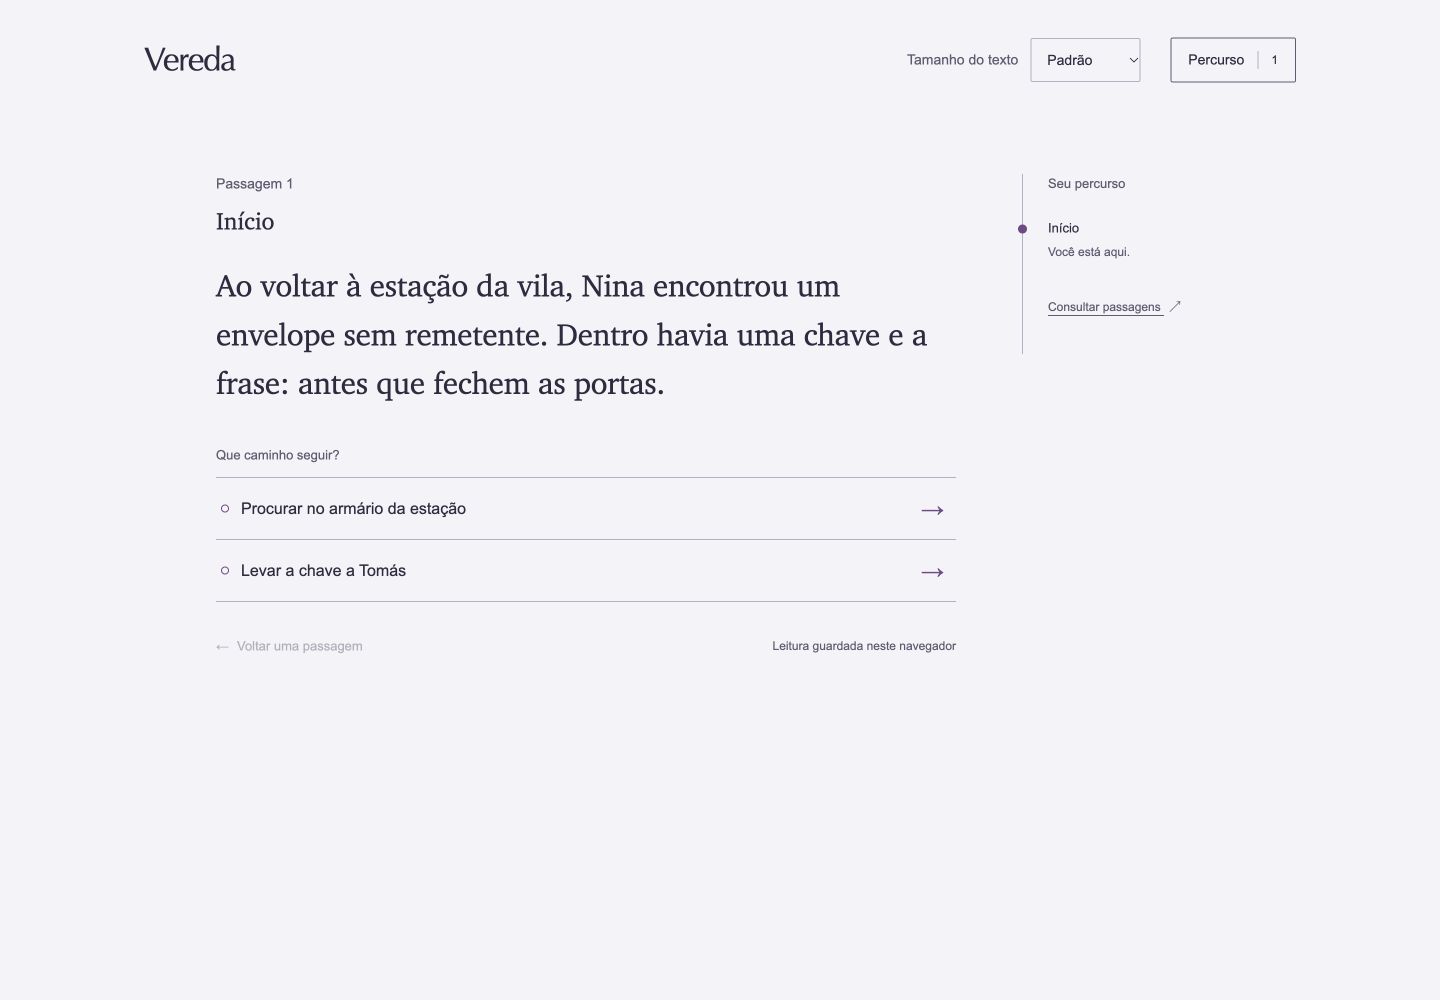 Vereda
Tamanho do texto
Padrão
Percurso 1
Passagem 1
Início
Ao voltar à estação da vila, Nina encontrou um
envelope sem remetente. Dentro havia uma chave e a
frase: antes que fechem as portas.
Que caminho seguir?
Procurar no armário da estação
Levar a chave a Tomás
Voltar uma passagem
Leitura guardada neste navegador
Seu percurso
Início
Você está aqui.
Consultar passagens